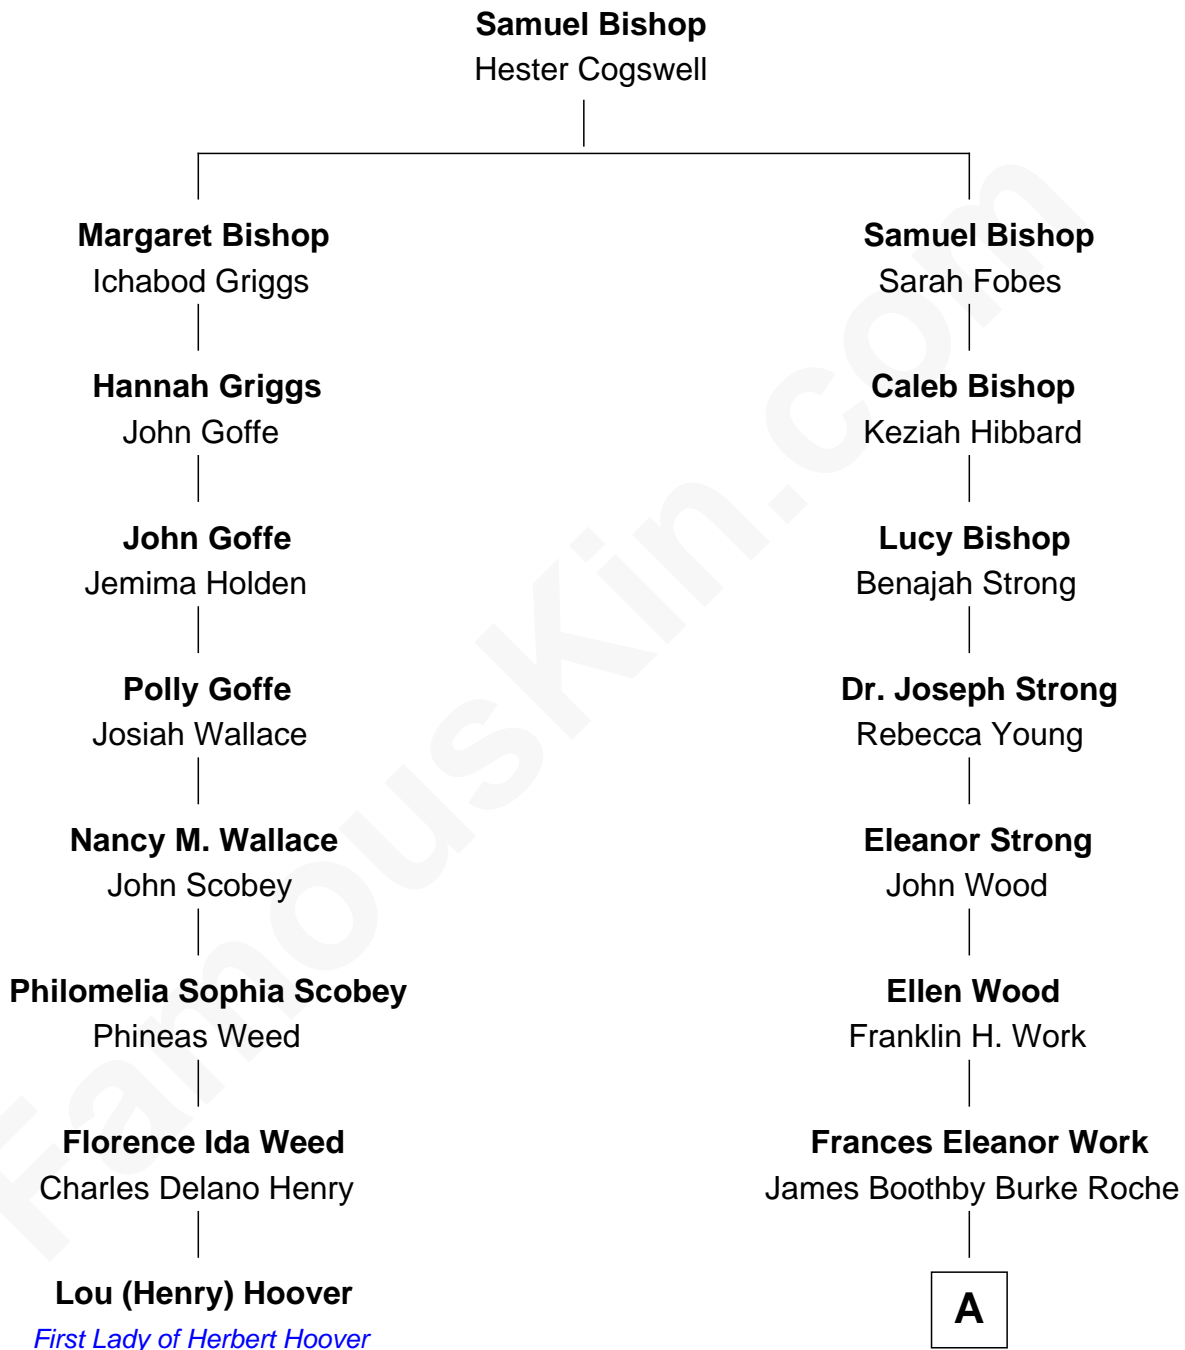 Samuel Bishop
Hester Cogswell
Margaret Bishop
Ichabod Griggs
Samuel Bishop
Sarah Fobes
Hannah Griggs
John Goffe
Caleb Bishop
Keziah Hibbard
John Goffe
Jemima Holden
Lucy Bishop
Benajah Strong
Polly Goffe
Josiah Wallace
Dr. Joseph Strong
Rebecca Young
Nancy M. Wallace
John Scobey
Eleanor Strong
John Wood
Philomelia Sophia Scobey
Phineas Weed
Ellen Wood
Franklin H. Work
Florence Ida Weed
Charles Delano Henry
Frances Eleanor Work
James Boothby Burke Roche
Lou (Henry) Hoover
First Lady of Herbert Hoover
A
FamousKin.com